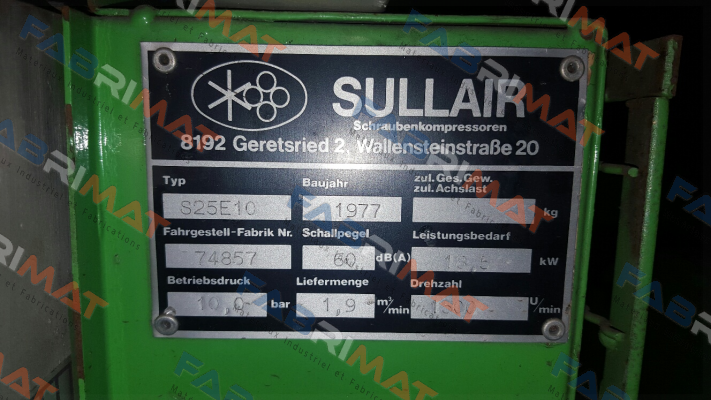 SULLAIR
Schraubenkompressoren
8192 Geretsried 2, Wallensteinstraße 20
Typ S25E10 Baujahr 1977 zul. Ges. Gew. zul. Achslast kg
Fahrgestell-Fabrik Nr. 74857 Schallpegel 60 dB(A) Leistungsbedarf kW
Betriebsdruck 10,0 bar Liefermenge 1,9 m³/min Drehzahl U/min
FABRIMAT